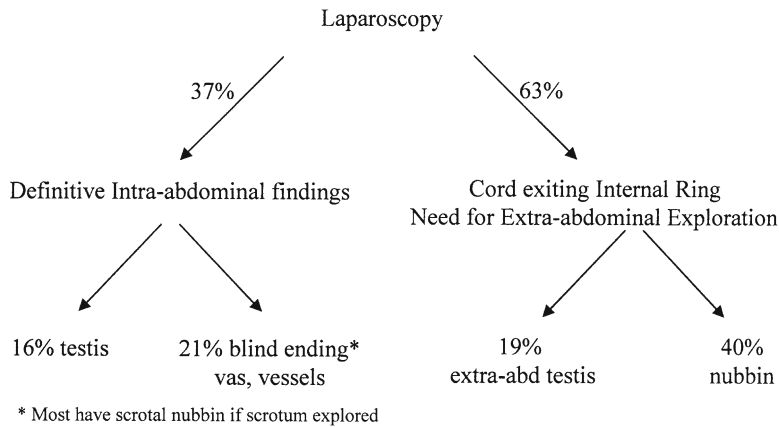 Laparoscopy
37%
63%
Definitive Intra-abdominal findings
Cord exiting Internal Ring
Need for Extra-abdominal Exploration
16% testis
21% blind ending*
vas, vessels
19%
extra-abd testis
40%
nubbin
* Most have scrotal nubbin if scrotum explored